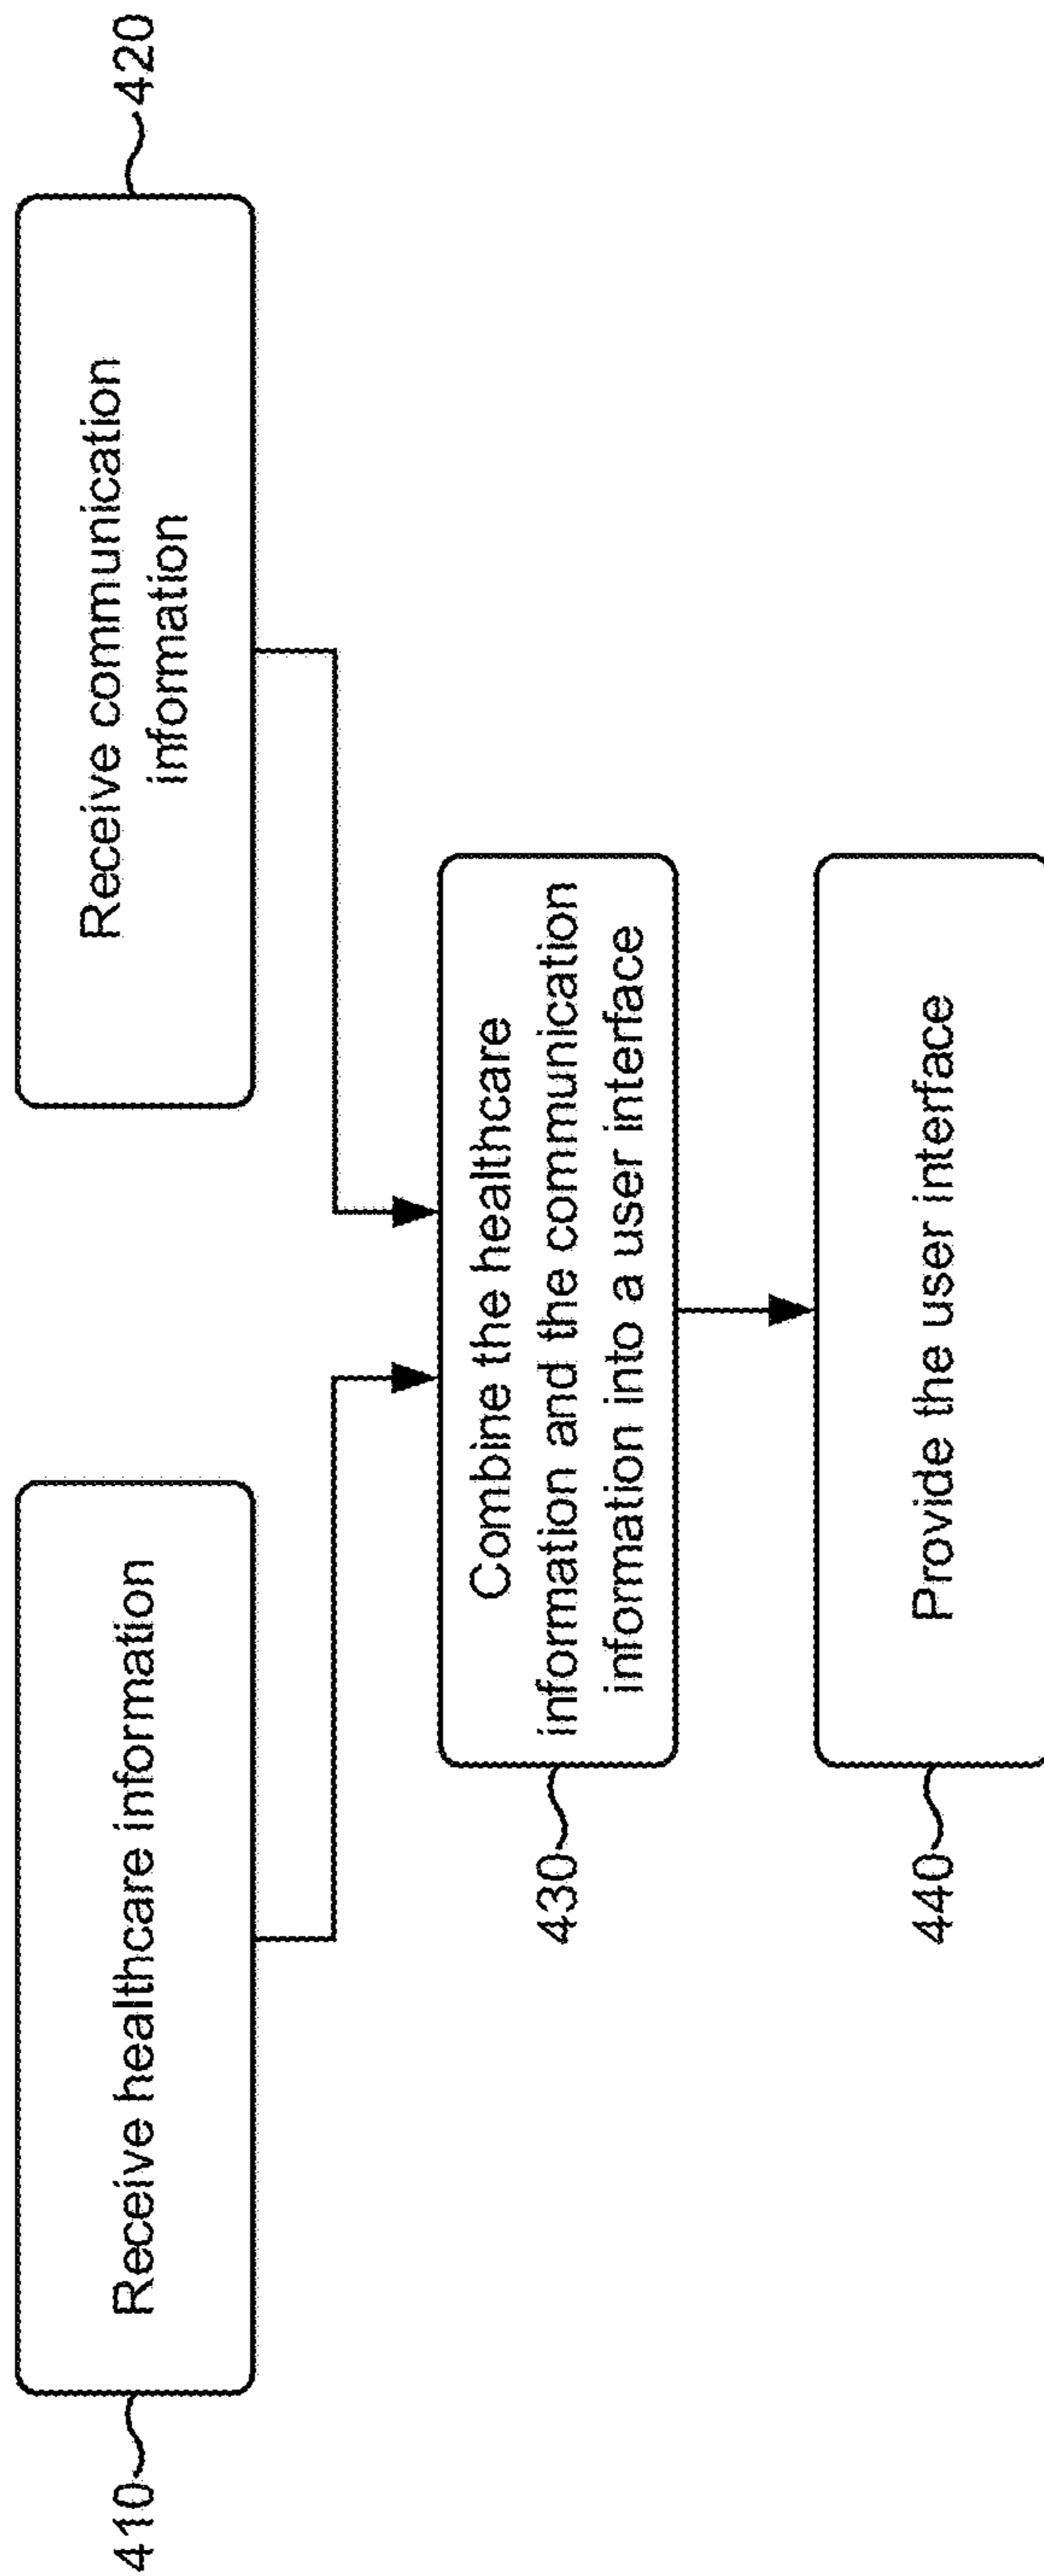 410
Receive healthcare information
Receive communication
information
420
430
Combine the healthcare
information and the communication
information into a user interface
440
Provide the user interface